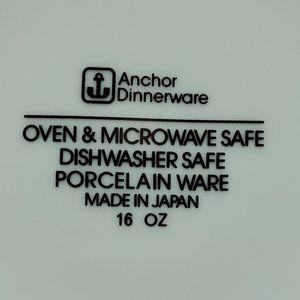 Anchor
Dinnerware
OVEN & MICROWAVE SAFE
DISHWASHER SAFE
PORCELAIN WARE
MADE IN JAPAN
16 OZ